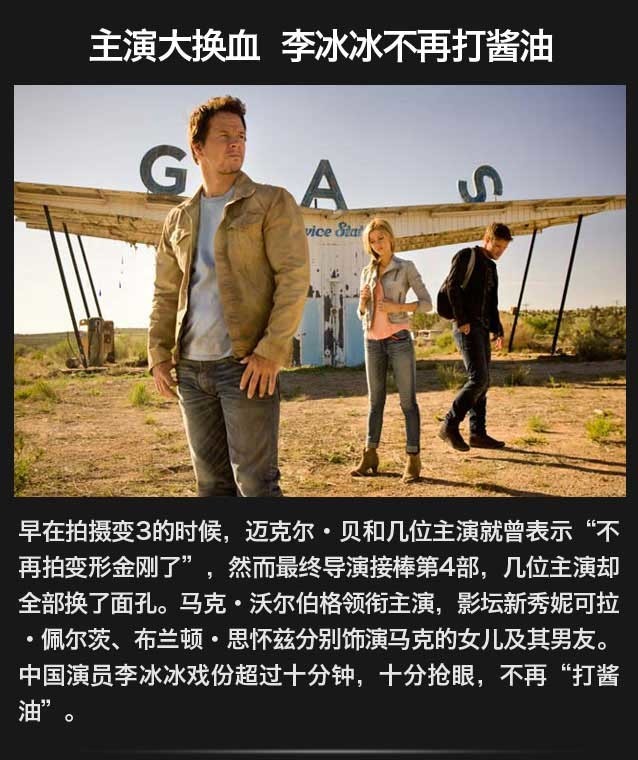 主演大换血 李冰冰不再打酱油
GAS
vice Stat
早在拍摄变3的时候，迈克尔·贝和几位主演就曾表示“不
再拍变形金刚了”，然而最终导演接棒第4部，几位主演却
全部换了面孔。马克·沃尔伯格领衔主演，影坛新秀妮可拉
·佩尔茨、布兰顿·思怀兹分别饰演马克的女儿及其男友。
中国演员李冰冰戏份超过十分钟，十分抢眼，不再“打酱
油”。